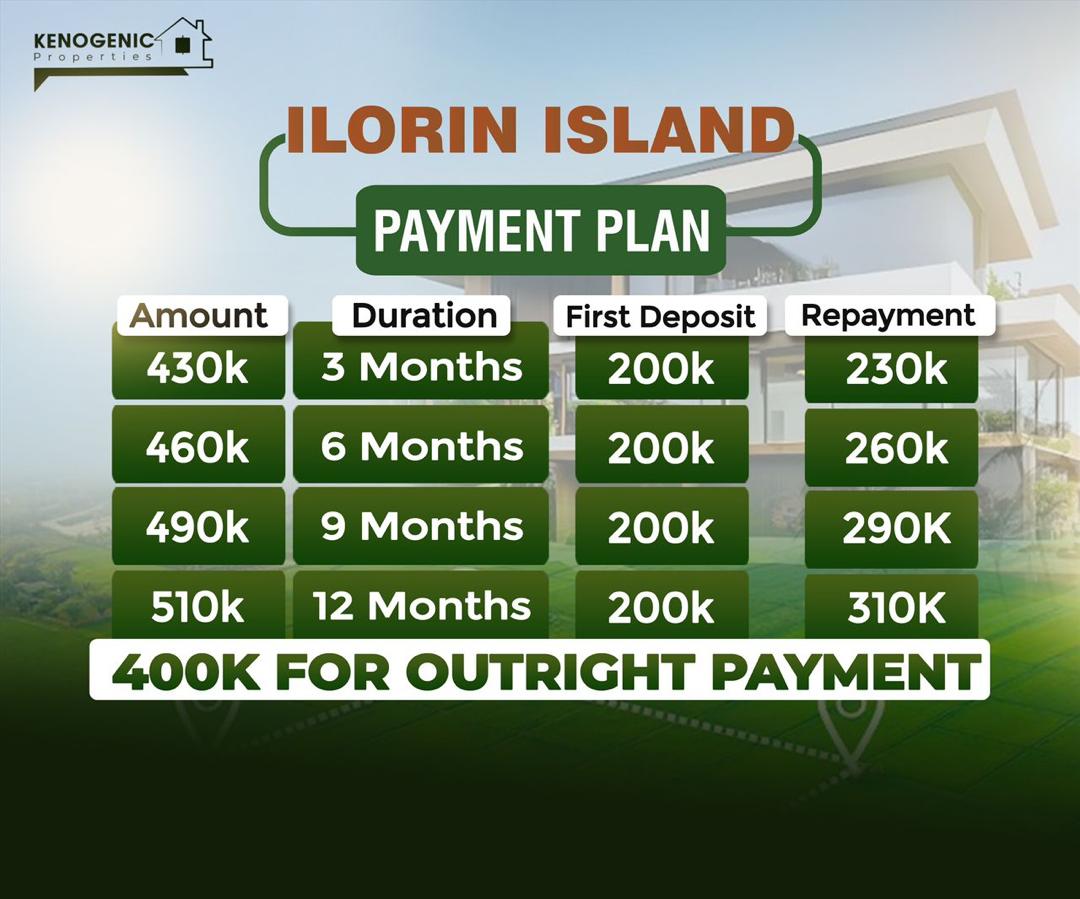 KENOGENIC
Properties
ILORIN ISLAND
PAYMENT PLAN
Amount Duration First Deposit Repayment
430k 3 Months 200k 230k
460k 6 Months 200k 260k
490k 9 Months 200k 290K
510k 12 Months 200k 310K
400K FOR OUTRIGHT PAYMENT